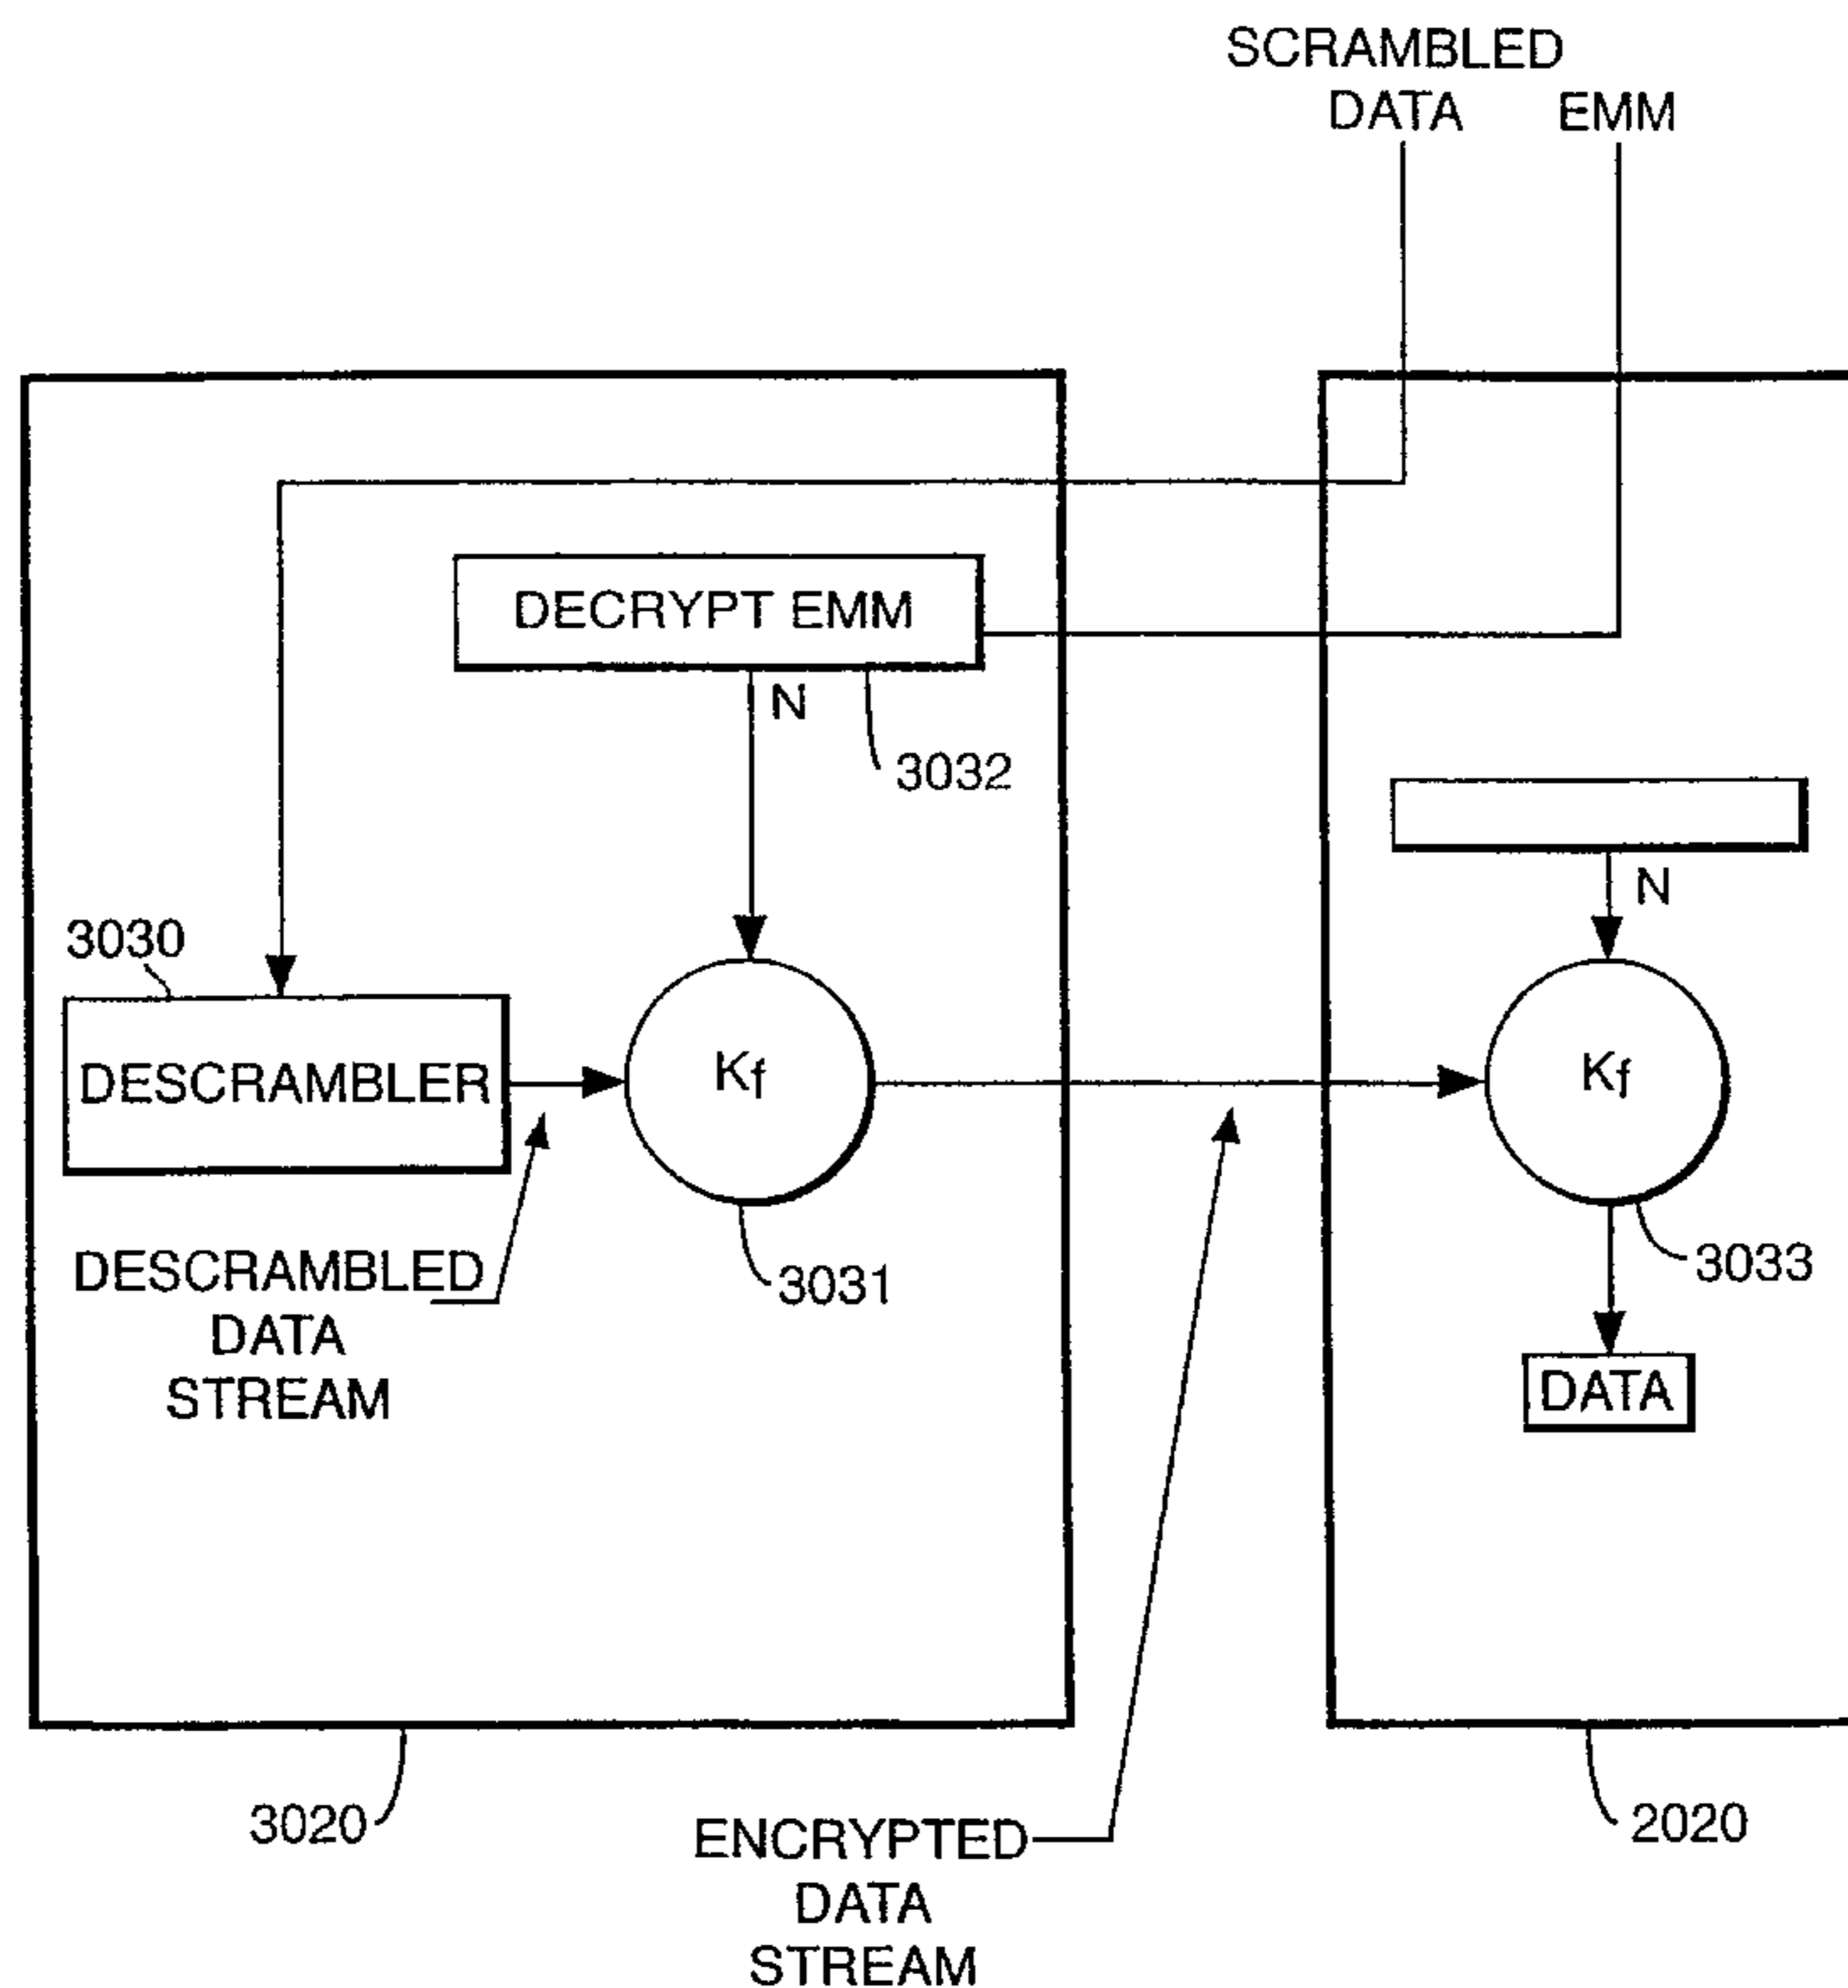 SCRAMBLED
DATA
EMM
DECRYPT EMM
N
3032
N
3030
DESCRAMBLER
Kf
Kf
DESCRAMBLED
DATA
STREAM
3031
3033
DATA
3020
ENCRYPTED
DATA
STREAM
2020